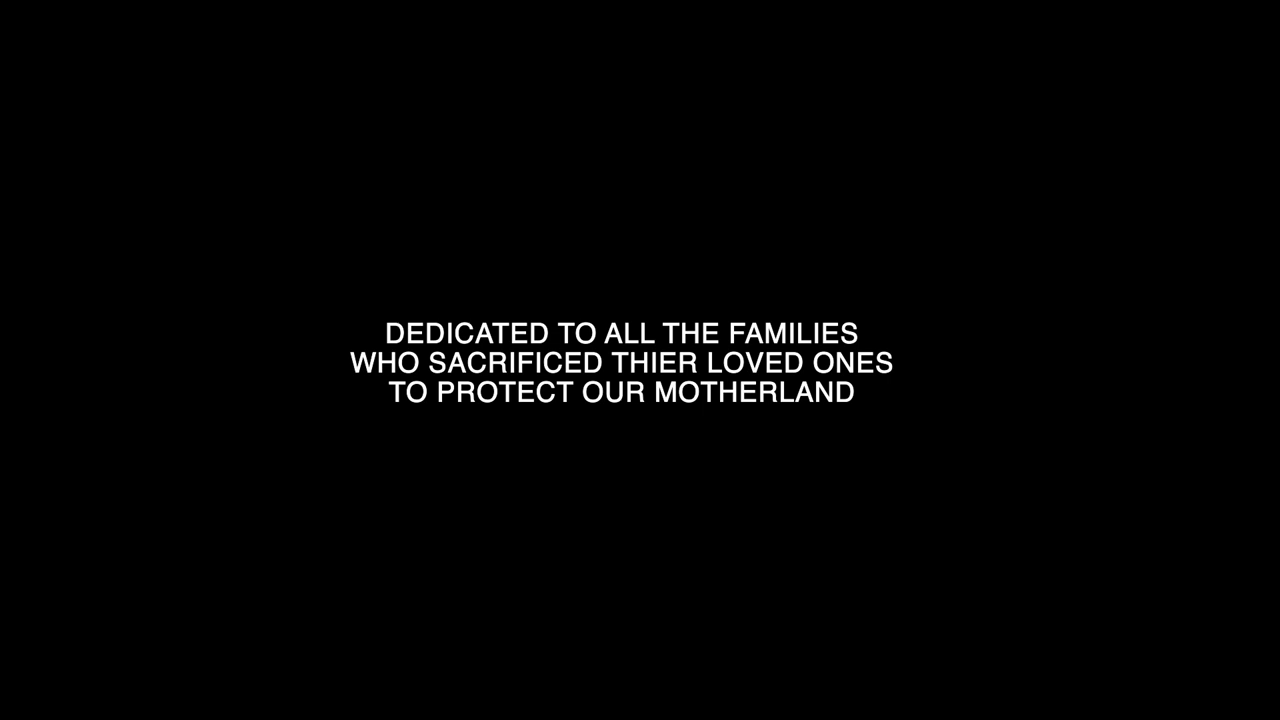 DEDICATED TO ALL THE FAMILIES
WHO SACRIFICED THIER LOVED ONES
TO PROTECT OUR MOTHERLAND